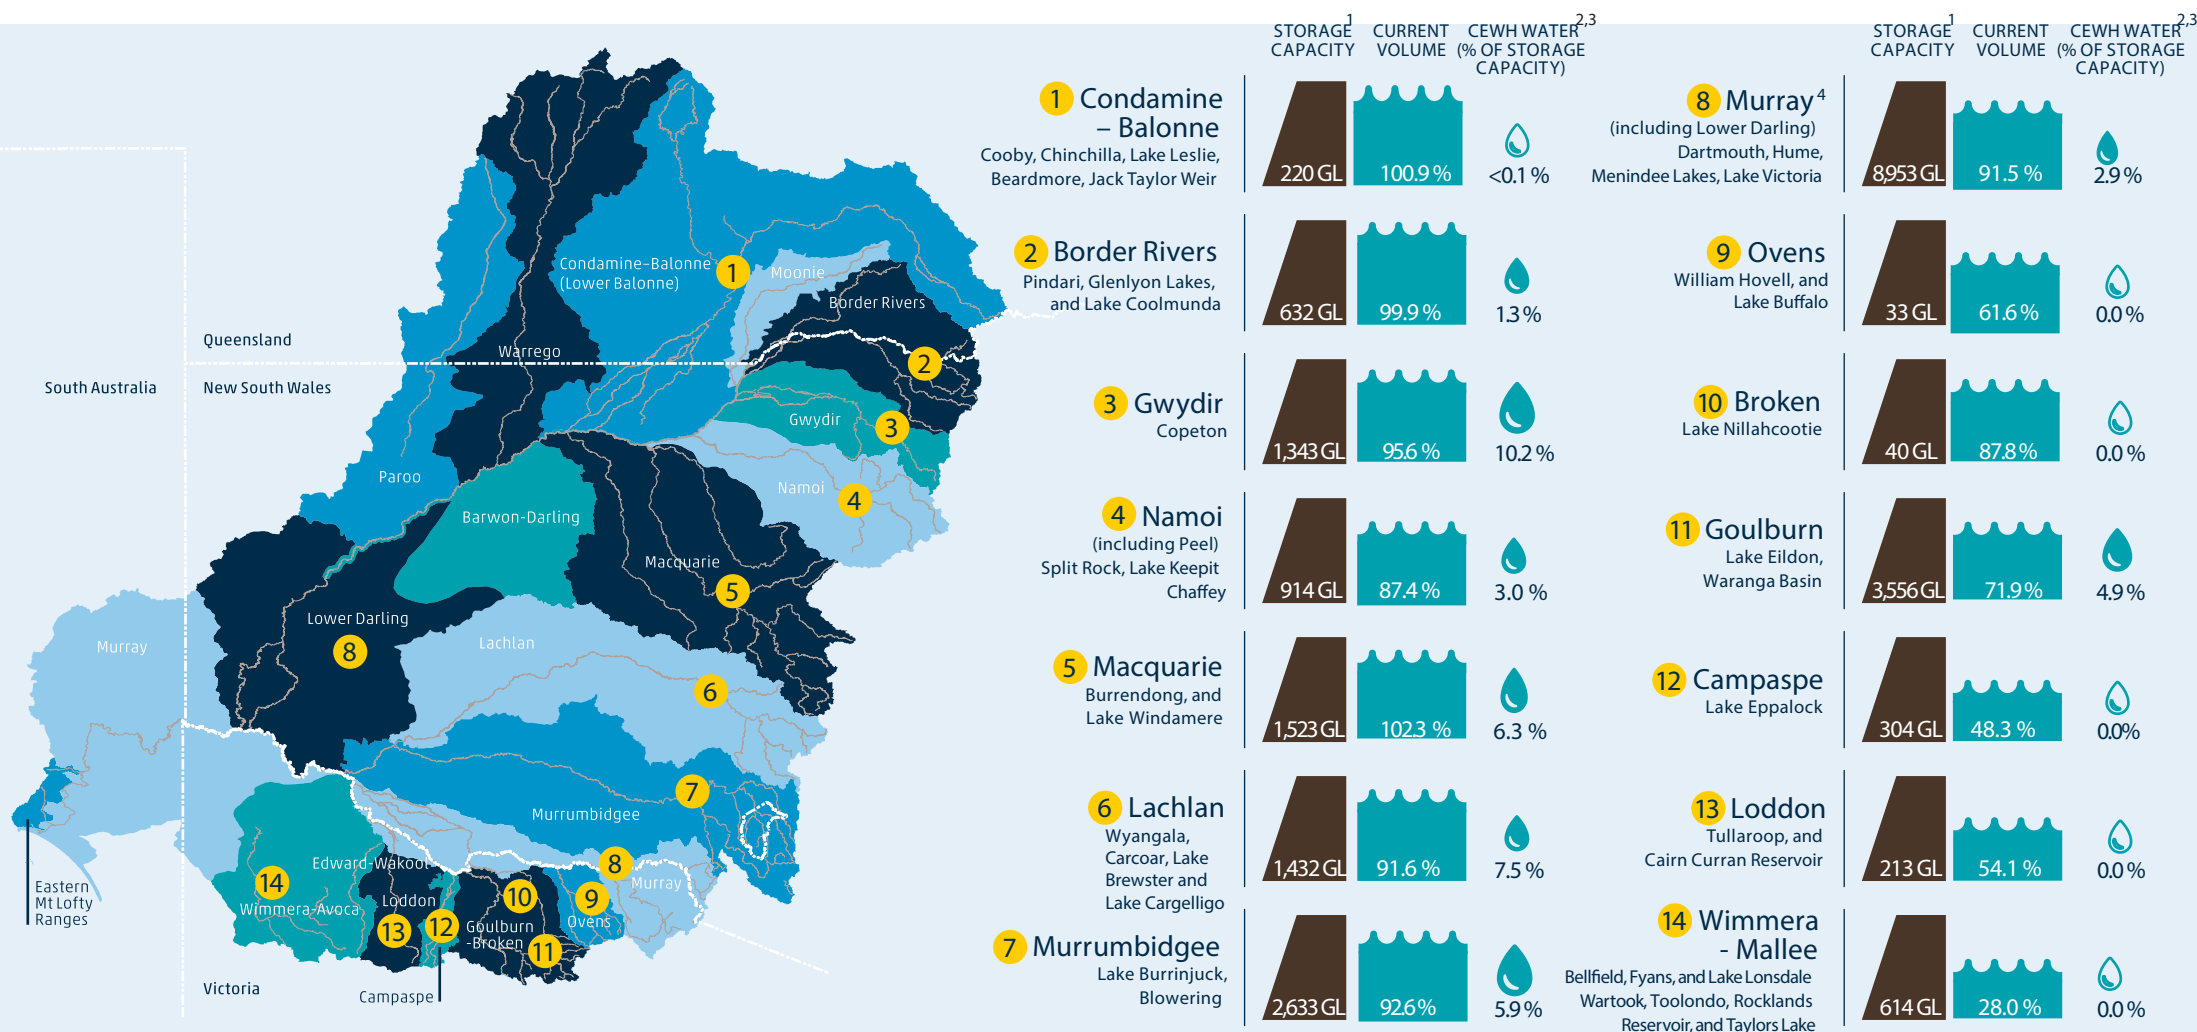 STORAGE CAPACITY 1
CURRENT VOLUME
CEWH WATER 2,3
(% OF STORAGE CAPACITY)
STORAGE CAPACITY 1
CURRENT VOLUME
CEWH WATER 2,3
(% OF STORAGE CAPACITY)
1 Condamine
– Balonne
Cooby, Chinchilla, Lake Leslie,
Beardmore, Jack Taylor Weir
220 GL
100.9 %
<0.1 %
2 Border Rivers
Pindari, Glenlyon Lakes,
and Lake Coolmunda
632 GL
99.9 %
1.3 %
3 Gwydir
Copeton
1,343 GL
95.6 %
10.2 %
4 Namoi
(including Peel)
Split Rock, Lake Keepit
Chaffey
914 GL
87.4 %
3.0 %
5 Macquarie
Burrendong, and
Lake Windamere
1,523 GL
102.3 %
6.3 %
6 Lachlan
Wyangala,
Carcoar, Lake
Brewster and
Lake Cargelligo
1,432 GL
91.6 %
7.5 %
7 Murrumbidgee
Lake Burrinjuck,
Blowering
2,633 GL
92.6 %
5.9 %
8 Murray 4
(including Lower Darling)
Dartmouth, Hume,
Menindee Lakes, Lake Victoria
8,953 GL
91.5 %
2.9 %
9 Ovens
William Hovell, and
Lake Buffalo
33 GL
61.6 %
0.0 %
10 Broken
Lake Nillahcootie
40 GL
87.8 %
0.0 %
11 Goulburn
Lake Eildon,
Waranga Basin
3,556 GL
71.9 %
4.9 %
12 Campaspe
Lake Eppalock
304 GL
48.3 %
0.0%
13 Loddon
Tullaroop, and
Cairn Curran Reservoir
213 GL
54.1 %
0.0 %
14 Wimmera
- Mallee
Bellfield, Fyans, and Lake Lonsdale
Wartook, Toolondo, Rocklands
Reservoir, and Taylors Lake
614 GL
28.0 %
0.0 %
Condamine–Balonne
(Lower Balonne)
1
Moonie
Border Rivers
Queensland
Warrego
2
South Australia
New South Wales
Gwydir
3
Paroo
Namoi
4
Barwon-Darling
Macquarie
5
Lower Darling
8
Lachlan
Murray
6
7
Murrumbidgee
Edward-Wakool
8
Murray
14
Wimmera-Avoca
Loddon
13
12
10
Goulburn
-Broken
11
9
Ovens
Eastern
Mt Lofty
Ranges
Victoria
Campaspe